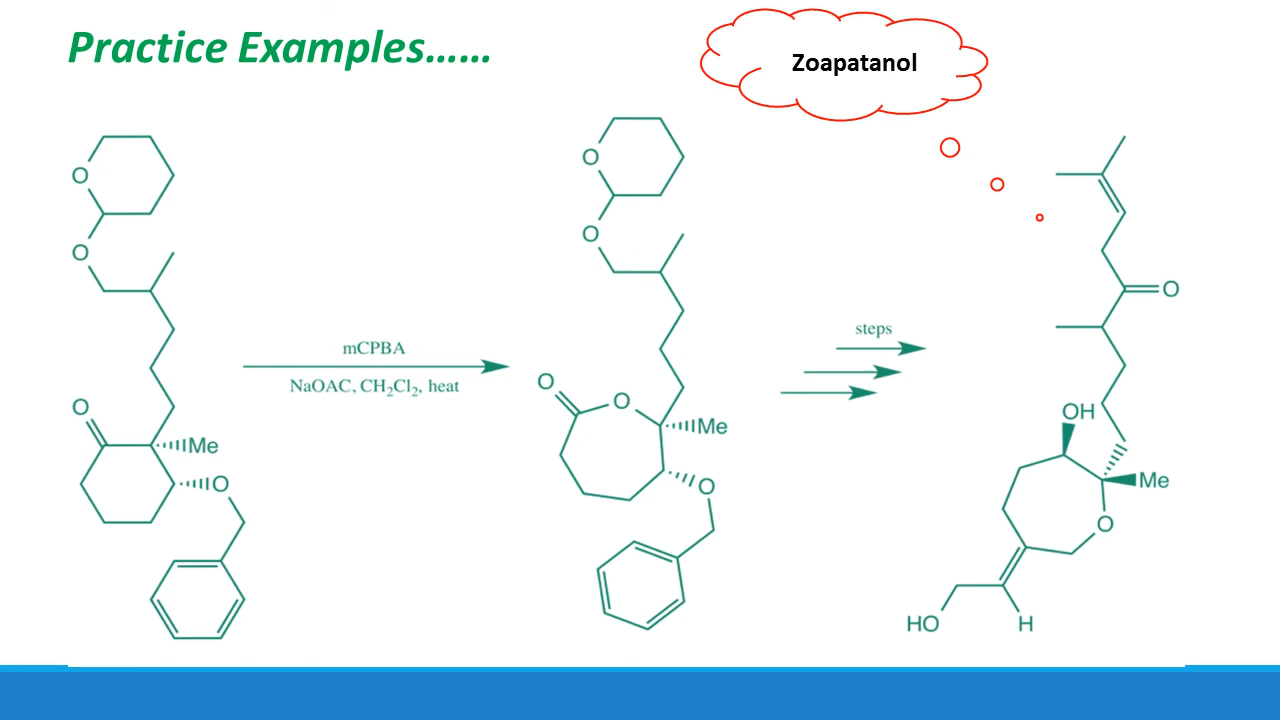 Practice Examples……
Zoapatanol
O
O
mCPBA
NaOAC, CH₂Cl₂, heat
O
Me
O
O
O
O
O
Me
O
steps
O
OH
Me
O
HO
H